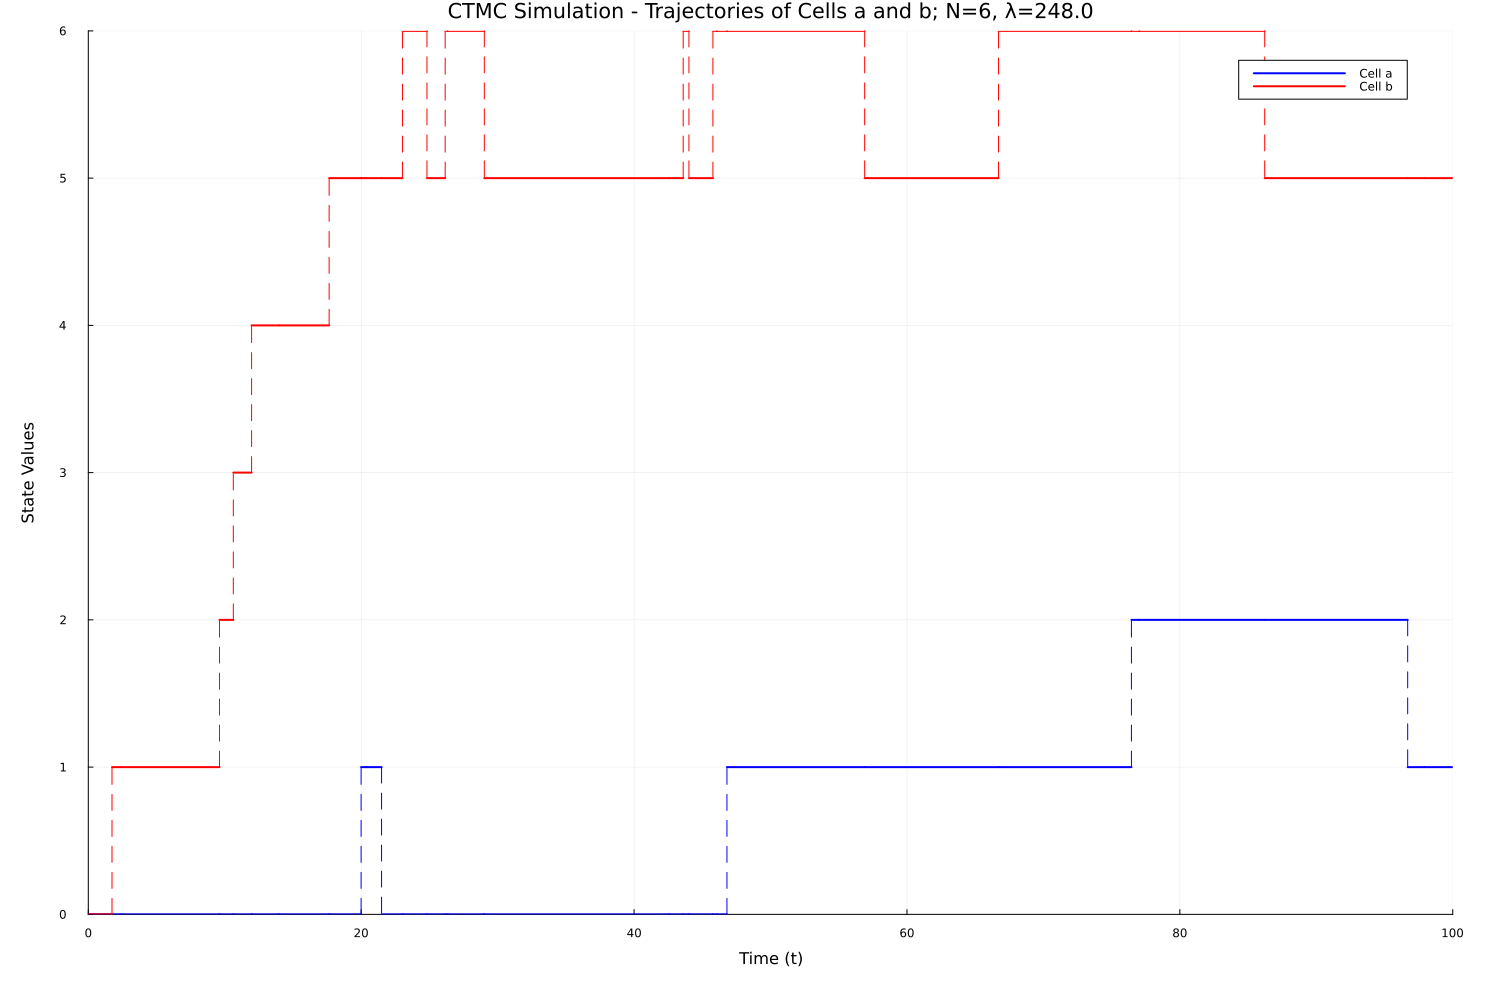 CTMC Simulation - Trajectories of Cells a and b; N=6, λ=248.0
6
Cell a
Cell b
5
4
State Values
3
2
1
0
0 20 40 60 80 100
Time (t)